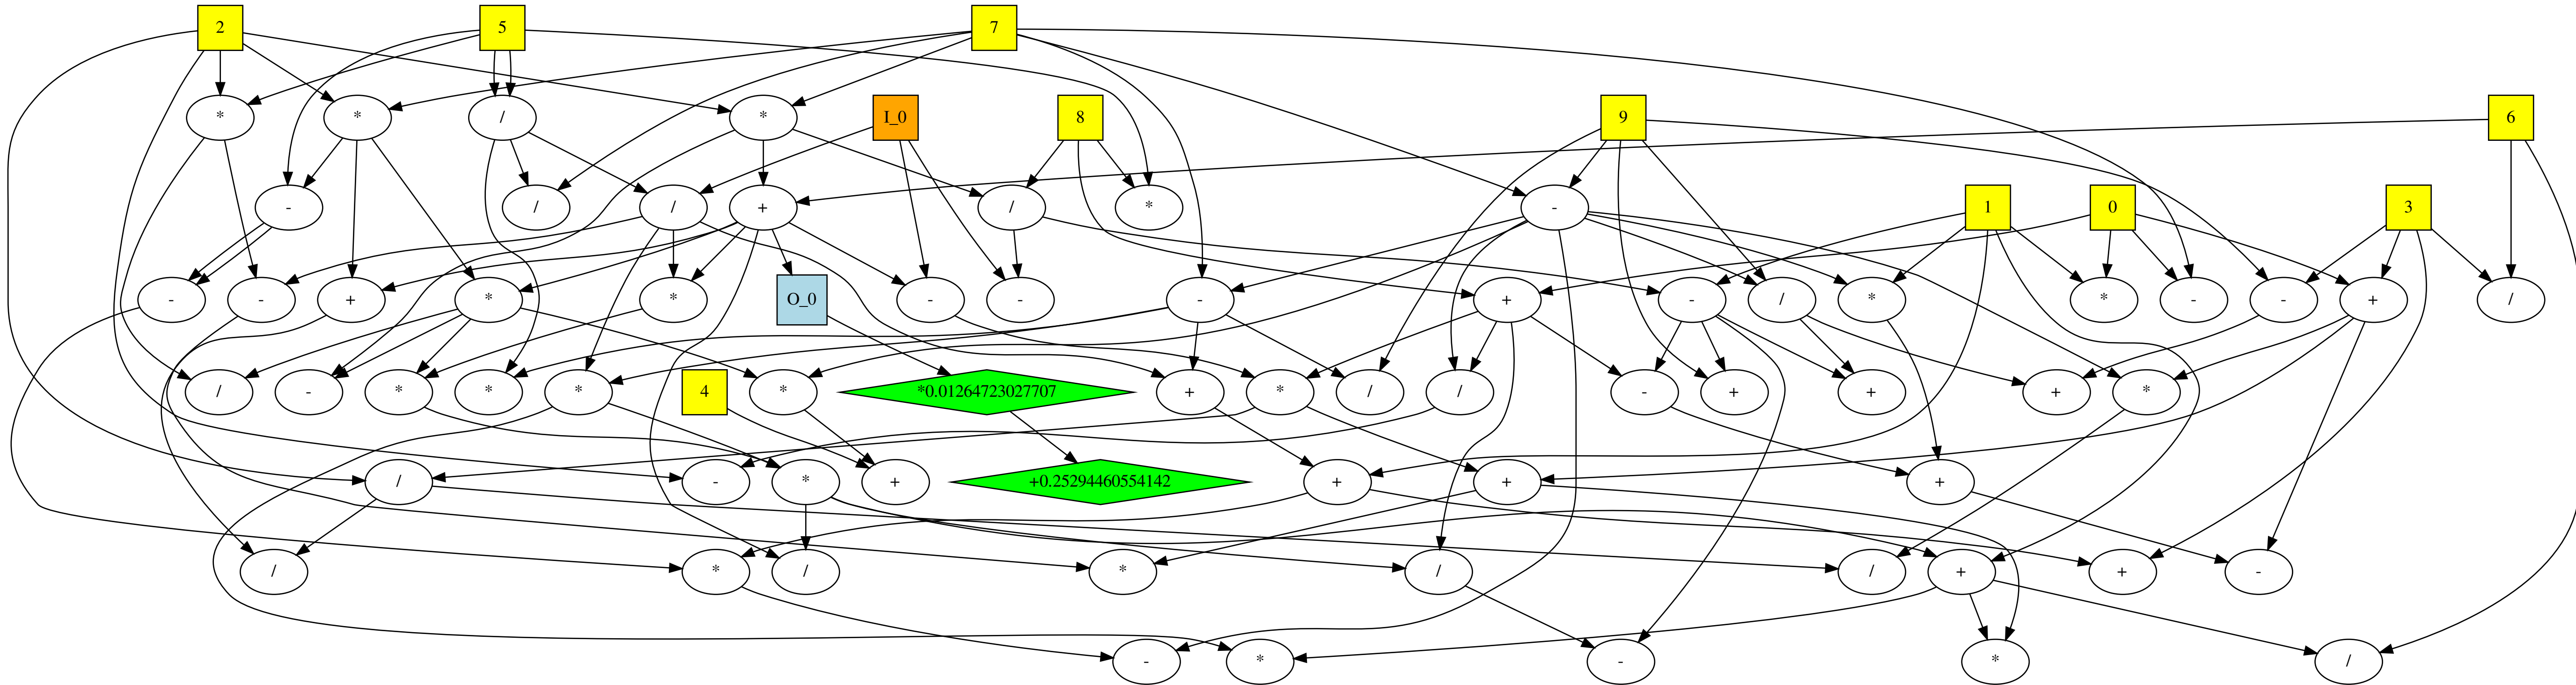 2 5 7
* * / * I_0 8 9 6
- / / + / * - 1 0 3
- - + * * O_0 - - - + - / * * - - + /
/ - * * * 4 * *0.01264723027707 + * / / - + + + *
/ - * + +0.25294460554142 + + +
/ * / * / / + + -
- * - * /